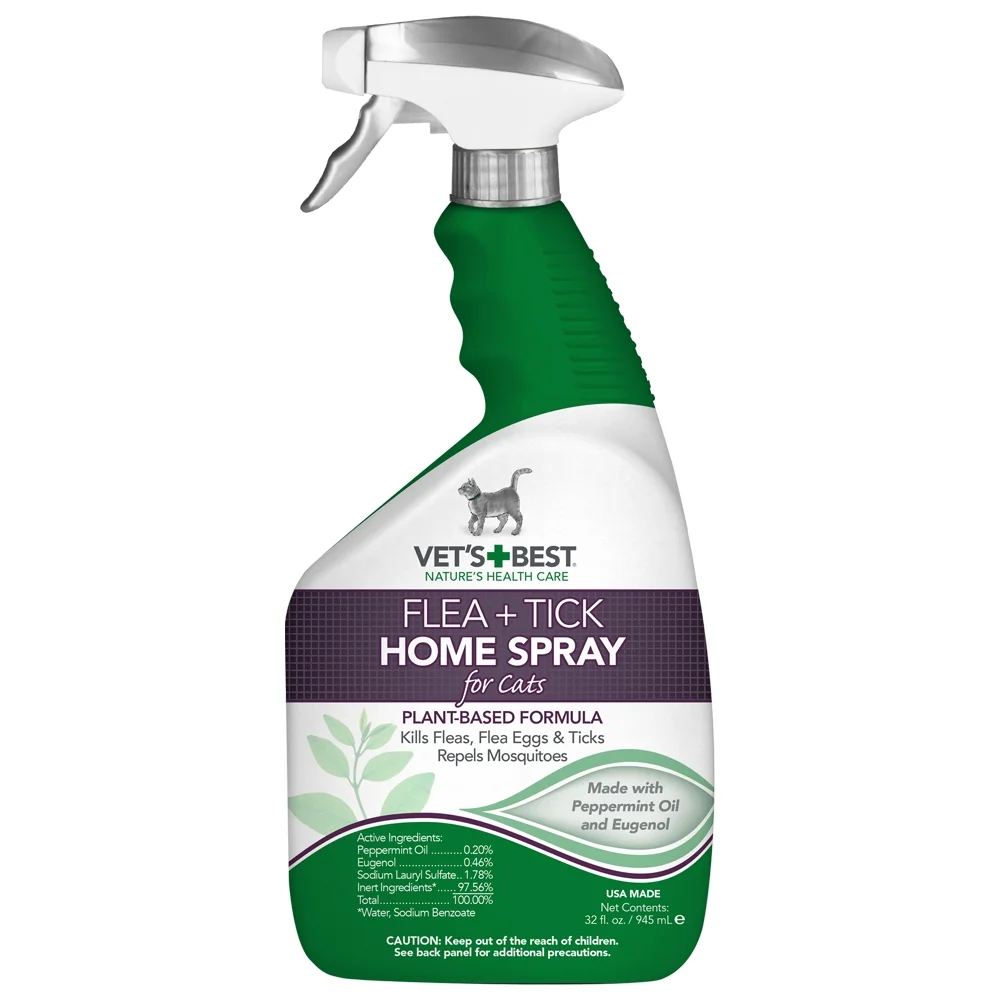 VET'S+BEST®
NATURE'S HEALTH CARE
FLEA + TICK
HOME SPRAY
for Cats
PLANT-BASED FORMULA
Kills Fleas, Flea Eggs & Ticks
Repels Mosquitoes
Made with
Peppermint Oil
and Eugenol
Active Ingredients:
Peppermint Oil ..........0.20%
Eugenol .....................0.46%
Sodium Lauryl Sulfate..1.78%
Inert Ingredients*......97.56%
Total......................100.00%
*Water, Sodium Benzoate
USA MADE
Net Contents:
32 fl. oz. / 945 mL e
CAUTION: Keep out of the reach of children.
See back panel for additional precautions.